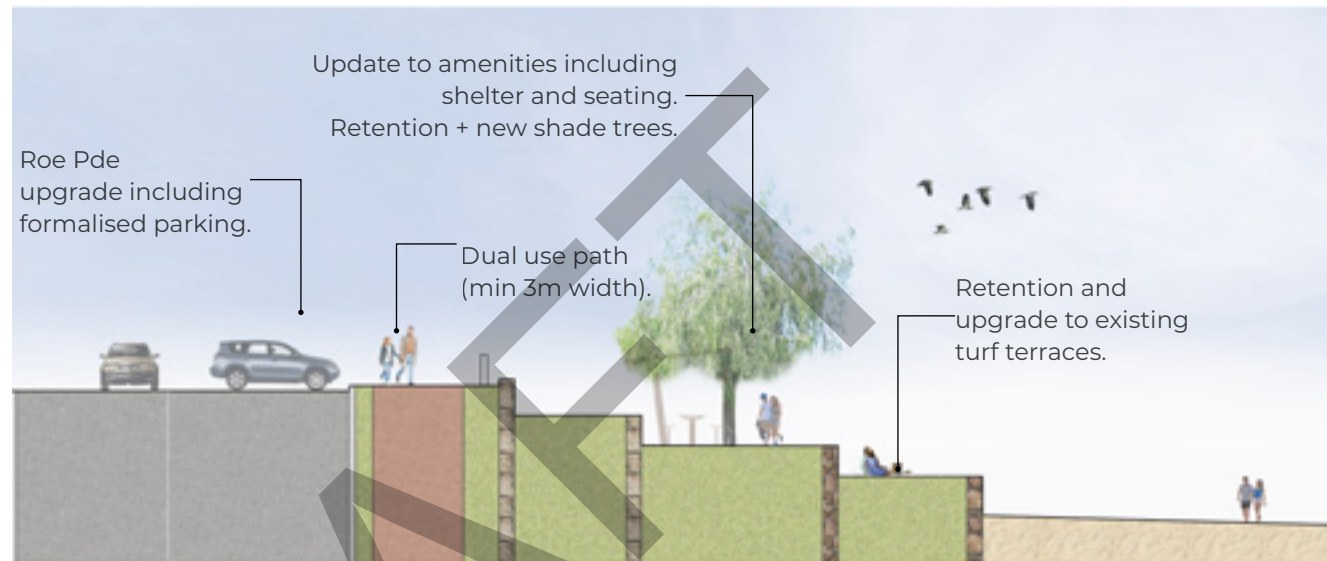 Update to amenities including
shelter and seating.
Retention + new shade trees.
Roe Pde
upgrade including
formalised parking.
Dual use path
(min 3m width).
Retention and
upgrade to existing
turf terraces.